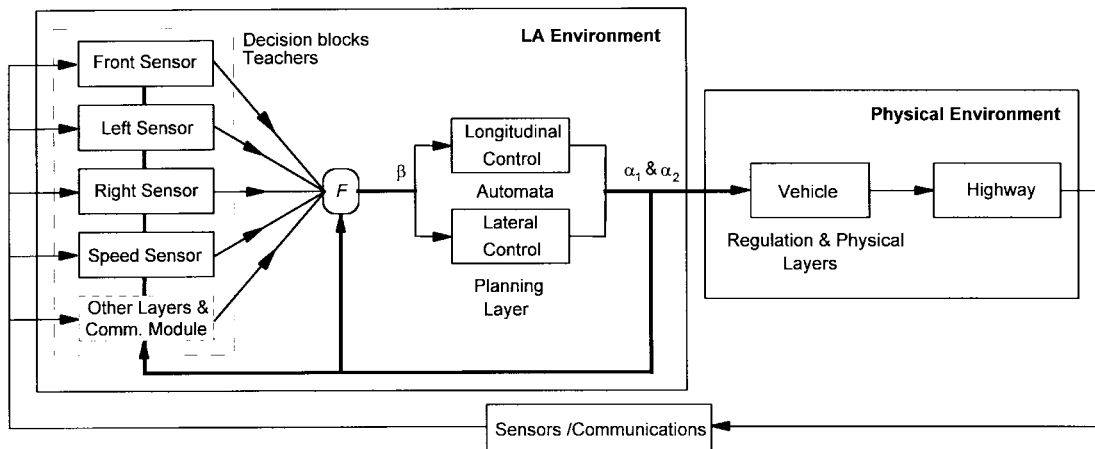 LA Environment
Decision blocks
Teachers
Front Sensor
Left Sensor
Right Sensor
Speed Sensor
Other Layers &
Comm. Module
F
β
Longitudinal
Control
Automata
Lateral
Control
Planning
Layer
α₁ & α₂
Physical Environment
Vehicle
Highway
Regulation & Physical
Layers
Sensors /Communications